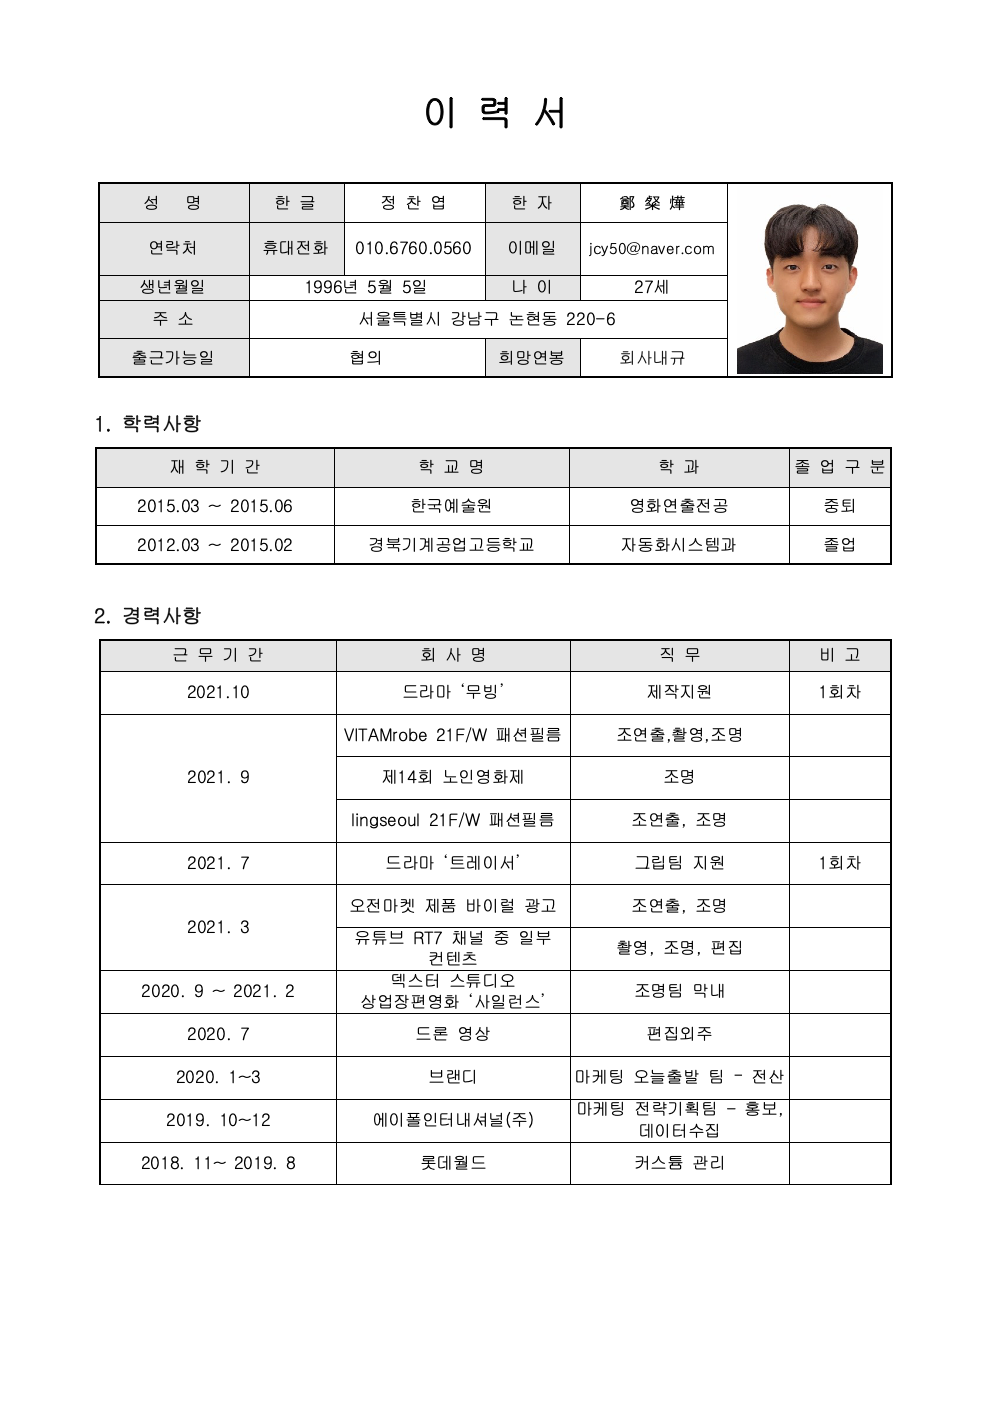 이 력 서
성 명 한 글 정 찬 엽 한 자 鄭 粲 燁
연락처 휴대전화 010.6760.0560 이메일 jcy50@naver.com
생년월일 1996년 5월 5일 나 이 27세
주 소 서울특별시 강남구 논현동 220-6
출근가능일 협의 희망연봉 회사내규
1. 학력사항
재 학 기 간 학 교 명 학 과 졸 업 구 분
2015.03 ~ 2015.06 한국예술원 영화연출전공 중퇴
2012.03 ~ 2015.02 경북기계공업고등학교 자동화시스템과 졸업
2. 경력사항
근 무 기 간 회 사 명 직 무 비 고
2021.10 드라마 ‘무빙’ 제작지원 1회차
VITAMrobe 21F/W 패션필름 조연출,촬영,조명
2021. 9 제14회 노인영화제 조명
lingseoul 21F/W 패션필름 조연출, 조명
2021. 7 드라마 ‘트레이서’ 그립팀 지원 1회차
2021. 3 오전마켓 제품 바이럴 광고 조연출, 조명
유튜브 RT7 채널 중 일부
컨텐츠 촬영, 조명, 편집
2020. 9 ~ 2021. 2 덱스터 스튜디오
상업장편영화 ‘사일런스’ 조명팀 막내
2020. 7 드론 영상 편집외주
2020. 1~3 브랜디 마케팅 오늘출발 팀 - 전산
2019. 10~12 에이폴인터내셔널(주) 마케팅 전략기획팀 - 홍보,
데이터수집
2018. 11~ 2019. 8 롯데월드 커스튬 관리